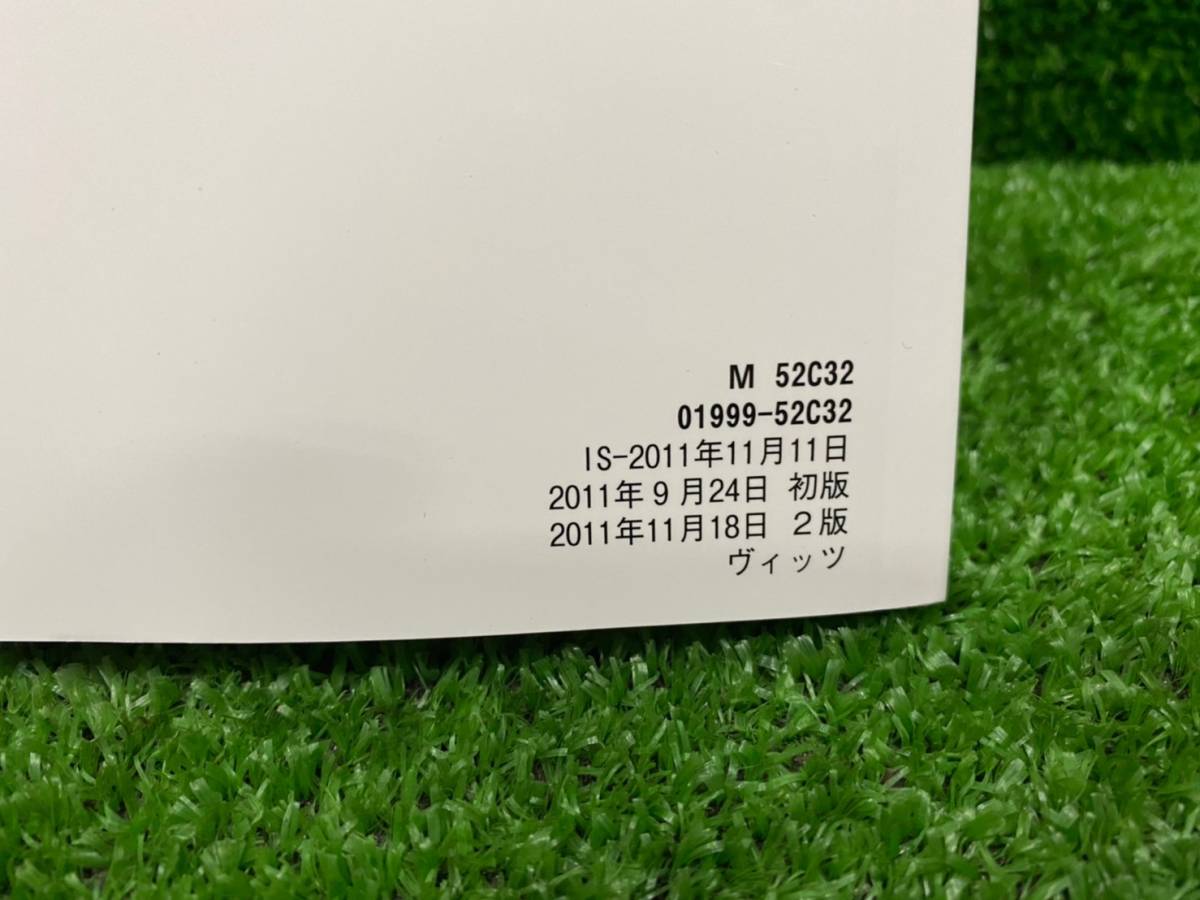 M 52C32
01999-52C32
IS-2011年11月11日
2011年 9 月24日 初版
2011年11月18日 2版
ヴィッツ